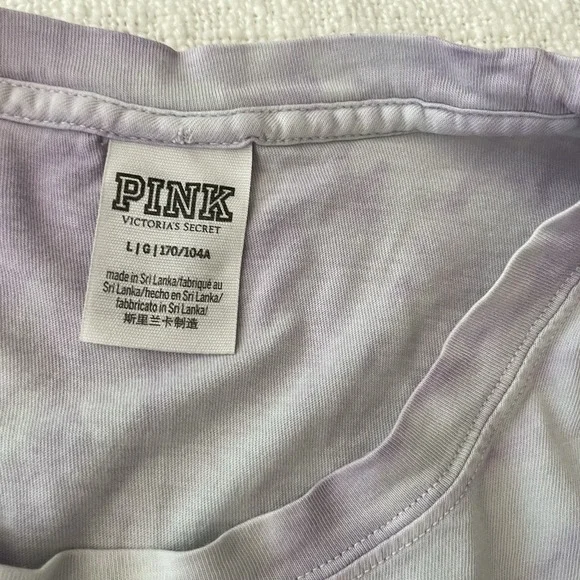 PINK
VICTORIA'S SECRET
L | G | 170/104A
made in Sri Lanka/fabriqué au
Sri Lanka/hecho en Sri Lanka/
fabbricato in Sri Lanka/
斯里兰卡制造